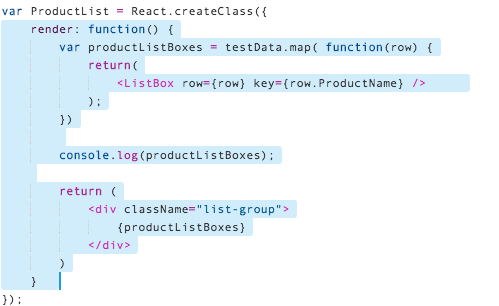 var ProductList = React.createClass({
    render: function() {
        var productListBoxes = testData.map( function(row) {
            return(
                <ListBox row={row} key={row.ProductName} />
            );
        })

        console.log(productListBoxes);

        return (
            <div className="list-group">
                {productListBoxes}
            </div>
        )
    }
});